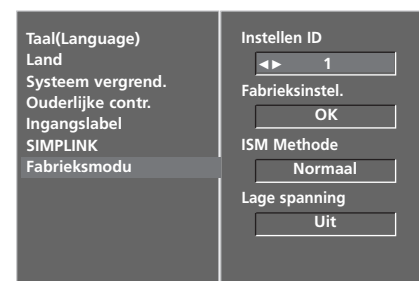 Taal(Language)
Land
Systeem vergrend.
Ouderlijke contr.
Ingangslabel
SIMPLINK
Fabrieksmodu
Instellen ID
◄► 1
Fabrieksinstel.
OK
ISM Methode
Normaal
Lage spanning
Uit